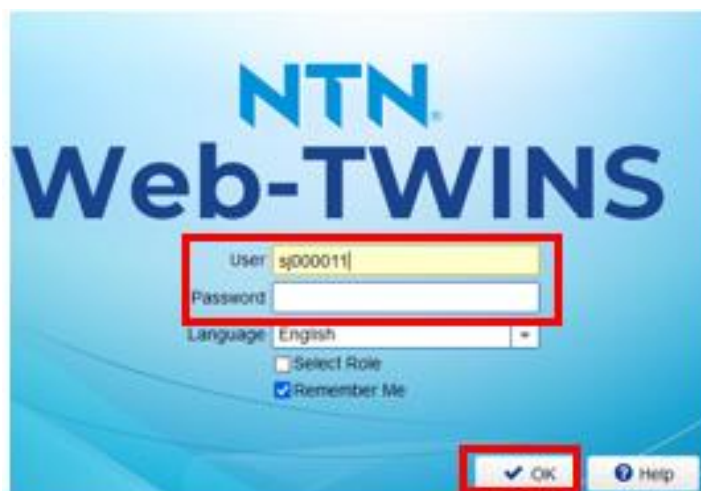 NTN®
Web-TWINS
User sj000011
Password
Language English
Select Role
Remember Me
OK Help